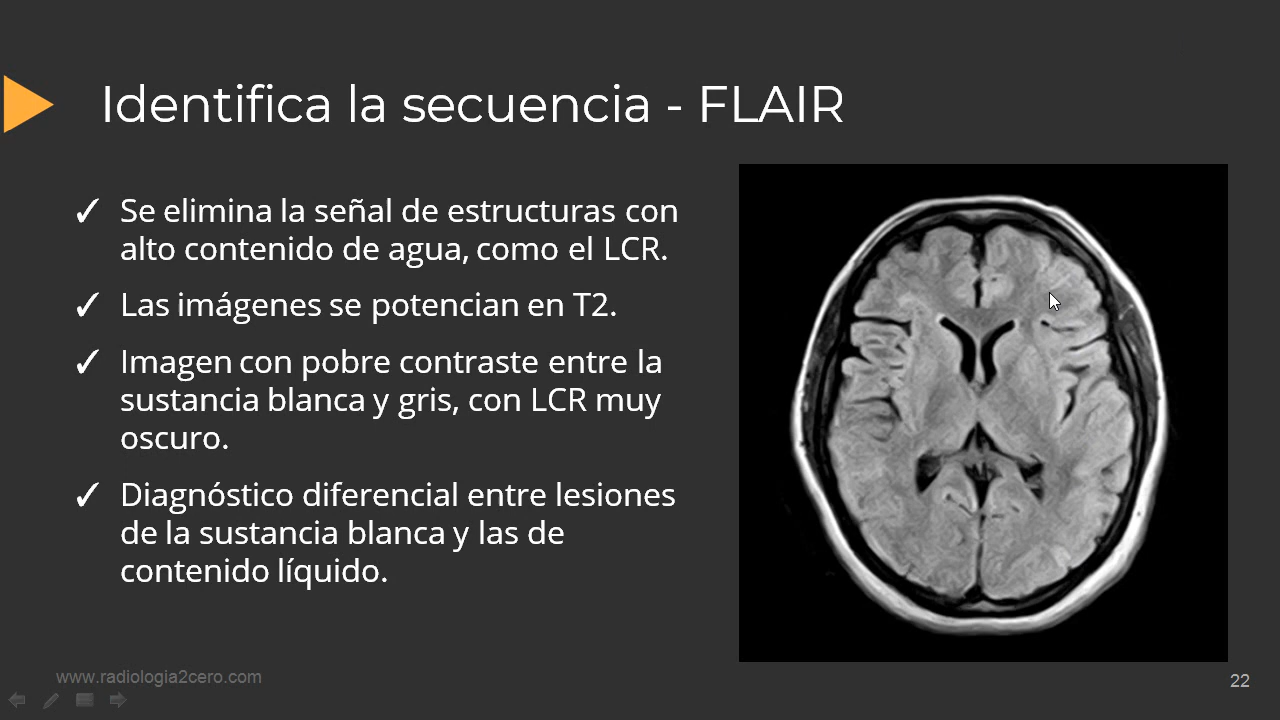 Identifica la secuencia - FLAIR
✓ Se elimina la señal de estructuras con
alto contenido de agua, como el LCR.
✓ Las imágenes se potencian en T2.
✓ Imagen con pobre contraste entre la
sustancia blanca y gris, con LCR muy
oscuro.
✓ Diagnóstico diferencial entre lesiones
de la sustancia blanca y las de
contenido líquido.
www.radiologia2cero.com
22